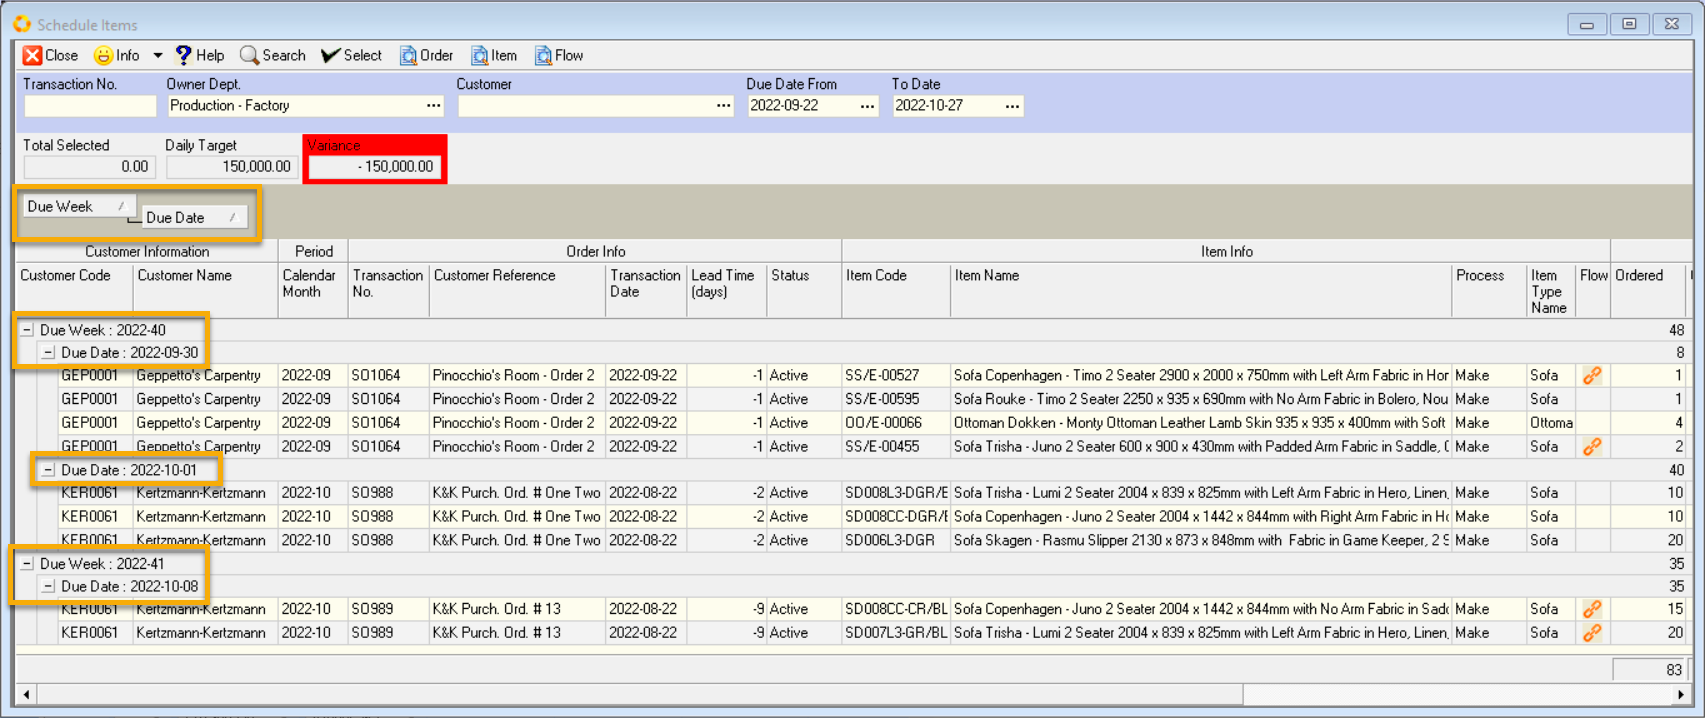 Schedule Items
Close Info Help Search Select Order Item Flow
Transaction No. Owner Dept. Customer Due Date From To Date
Production - Factory ... ... 2022-09-22 ... 2022-10-27 ...
Total Selected Daily Target Variance
0.00 150,000.00 - 150,000.00
Due Week
Due Date
Customer Information Period Order Info Item Info
Customer Code Customer Name Calendar Month Transaction No. Customer Reference Transaction Date Lead Time (days) Status Item Code Item Name Process Item Type Name Flow Ordered
Due Week : 2022-40 48
Due Date : 2022-09-30 8
GEP0001 Geppetto's Carpentry 2022-09 SO1064 Pinocchio's Room - Order 2 2022-09-22 -1 Active SS/E-00527 Sofa Copenhagen - Timo 2 Seater 2900 x 2000 x 750mm with Left Arm Fabric in Hor Make Sofa 1
GEP0001 Geppetto's Carpentry 2022-09 SO1064 Pinocchio's Room - Order 2 2022-09-22 -1 Active SS/E-00595 Sofa Rouke - Timo 2 Seater 2250 x 935 x 690mm with No Arm Fabric in Bolero, Nou Make Sofa 1
GEP0001 Geppetto's Carpentry 2022-09 SO1064 Pinocchio's Room - Order 2 2022-09-22 -1 Active OO/E-00066 Ottoman Dokken - Monty Ottoman Leather Lamb Skin 935 x 935 x 400mm with Soft Make Ottoma 4
GEP0001 Geppetto's Carpentry 2022-09 SO1064 Pinocchio's Room - Order 2 2022-09-22 -1 Active SS/E-00455 Sofa Trisha - Juno 2 Seater 600 x 900 x 430mm with Padded Arm Fabric in Saddle, Make Sofa 2
Due Date : 2022-10-01 40
KER0061 Kertzmann-Kertzmann 2022-10 SO988 K&K Purch. Ord. # One Two 2022-08-22 -2 Active SD008L3-DGR/E Sofa Trisha - Lumi 2 Seater 2004 x 839 x 825mm with Left Arm Fabric in Hero, Linen, Make Sofa 10
KER0061 Kertzmann-Kertzmann 2022-10 SO988 K&K Purch. Ord. # One Two 2022-08-22 -2 Active SD008CC-DGR/E Sofa Copenhagen - Juno 2 Seater 2004 x 1442 x 844mm with Right Arm Fabric in He Make Sofa 10
KER0061 Kertzmann-Kertzmann 2022-10 SO988 K&K Purch. Ord. # One Two 2022-08-22 -2 Active SD006L3-DGR Sofa Skagen - Rasmu Slipper 2130 x 873 x 848mm with Fabric in Game Keeper, 2 S Make Sofa 20
Due Week : 2022-41 35
Due Date : 2022-10-08 35
KER0061 Kertzmann-Kertzmann 2022-10 SO989 K&K Purch. Ord. # 13 2022-08-22 -9 Active SD008CC-CR/BL Sofa Copenhagen - Juno 2 Seater 2004 x 1442 x 844mm with No Arm Fabric in Sadd Make Sofa 15
KER0061 Kertzmann-Kertzmann 2022-10 SO989 K&K Purch. Ord. # 13 2022-08-22 -9 Active SD007L3-GR/BL Sofa Trisha - Lumi 2 Seater 2004 x 839 x 825mm with Left Arm Fabric in Hero, Linen, Make Sofa 20
83